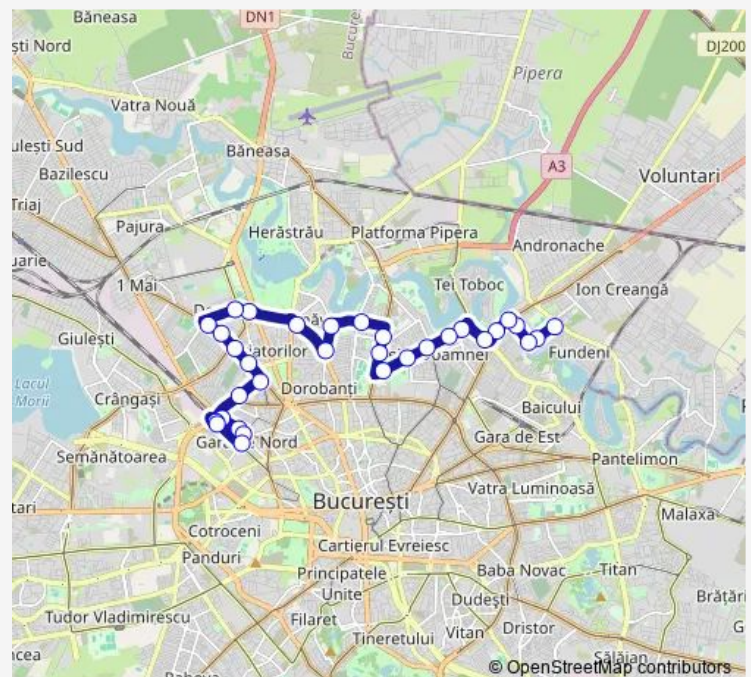 Băneasa
DN1
ști Nord
DJ200
Pipera
Vatra Nouă
ulești Sud
Băneasa
A3
Bazilescu
Voluntari
Triaj
Pajura
Herăstrău
Platforma Pipera
Andronache
uarie
1 Mai
Tei Toboc
Ion Creangă
Giulești
Fundeni
Lacul
Morii
Dorobanți
Crângași
Baicului
Gara de Est
Semănătoarea
Pantelimon
București
Vatra Luminoasă
Malaxa
tari
Cotroceni
Cartierul Evreiesc
Panduri
Principatele
Unite
Baba Novac
Titan
Dudești
Brățări
Tudor Vladimirescu
Filaret
Tineretului
Vitan
Dristor
Sălăjan
© OpenStreetMap contributors